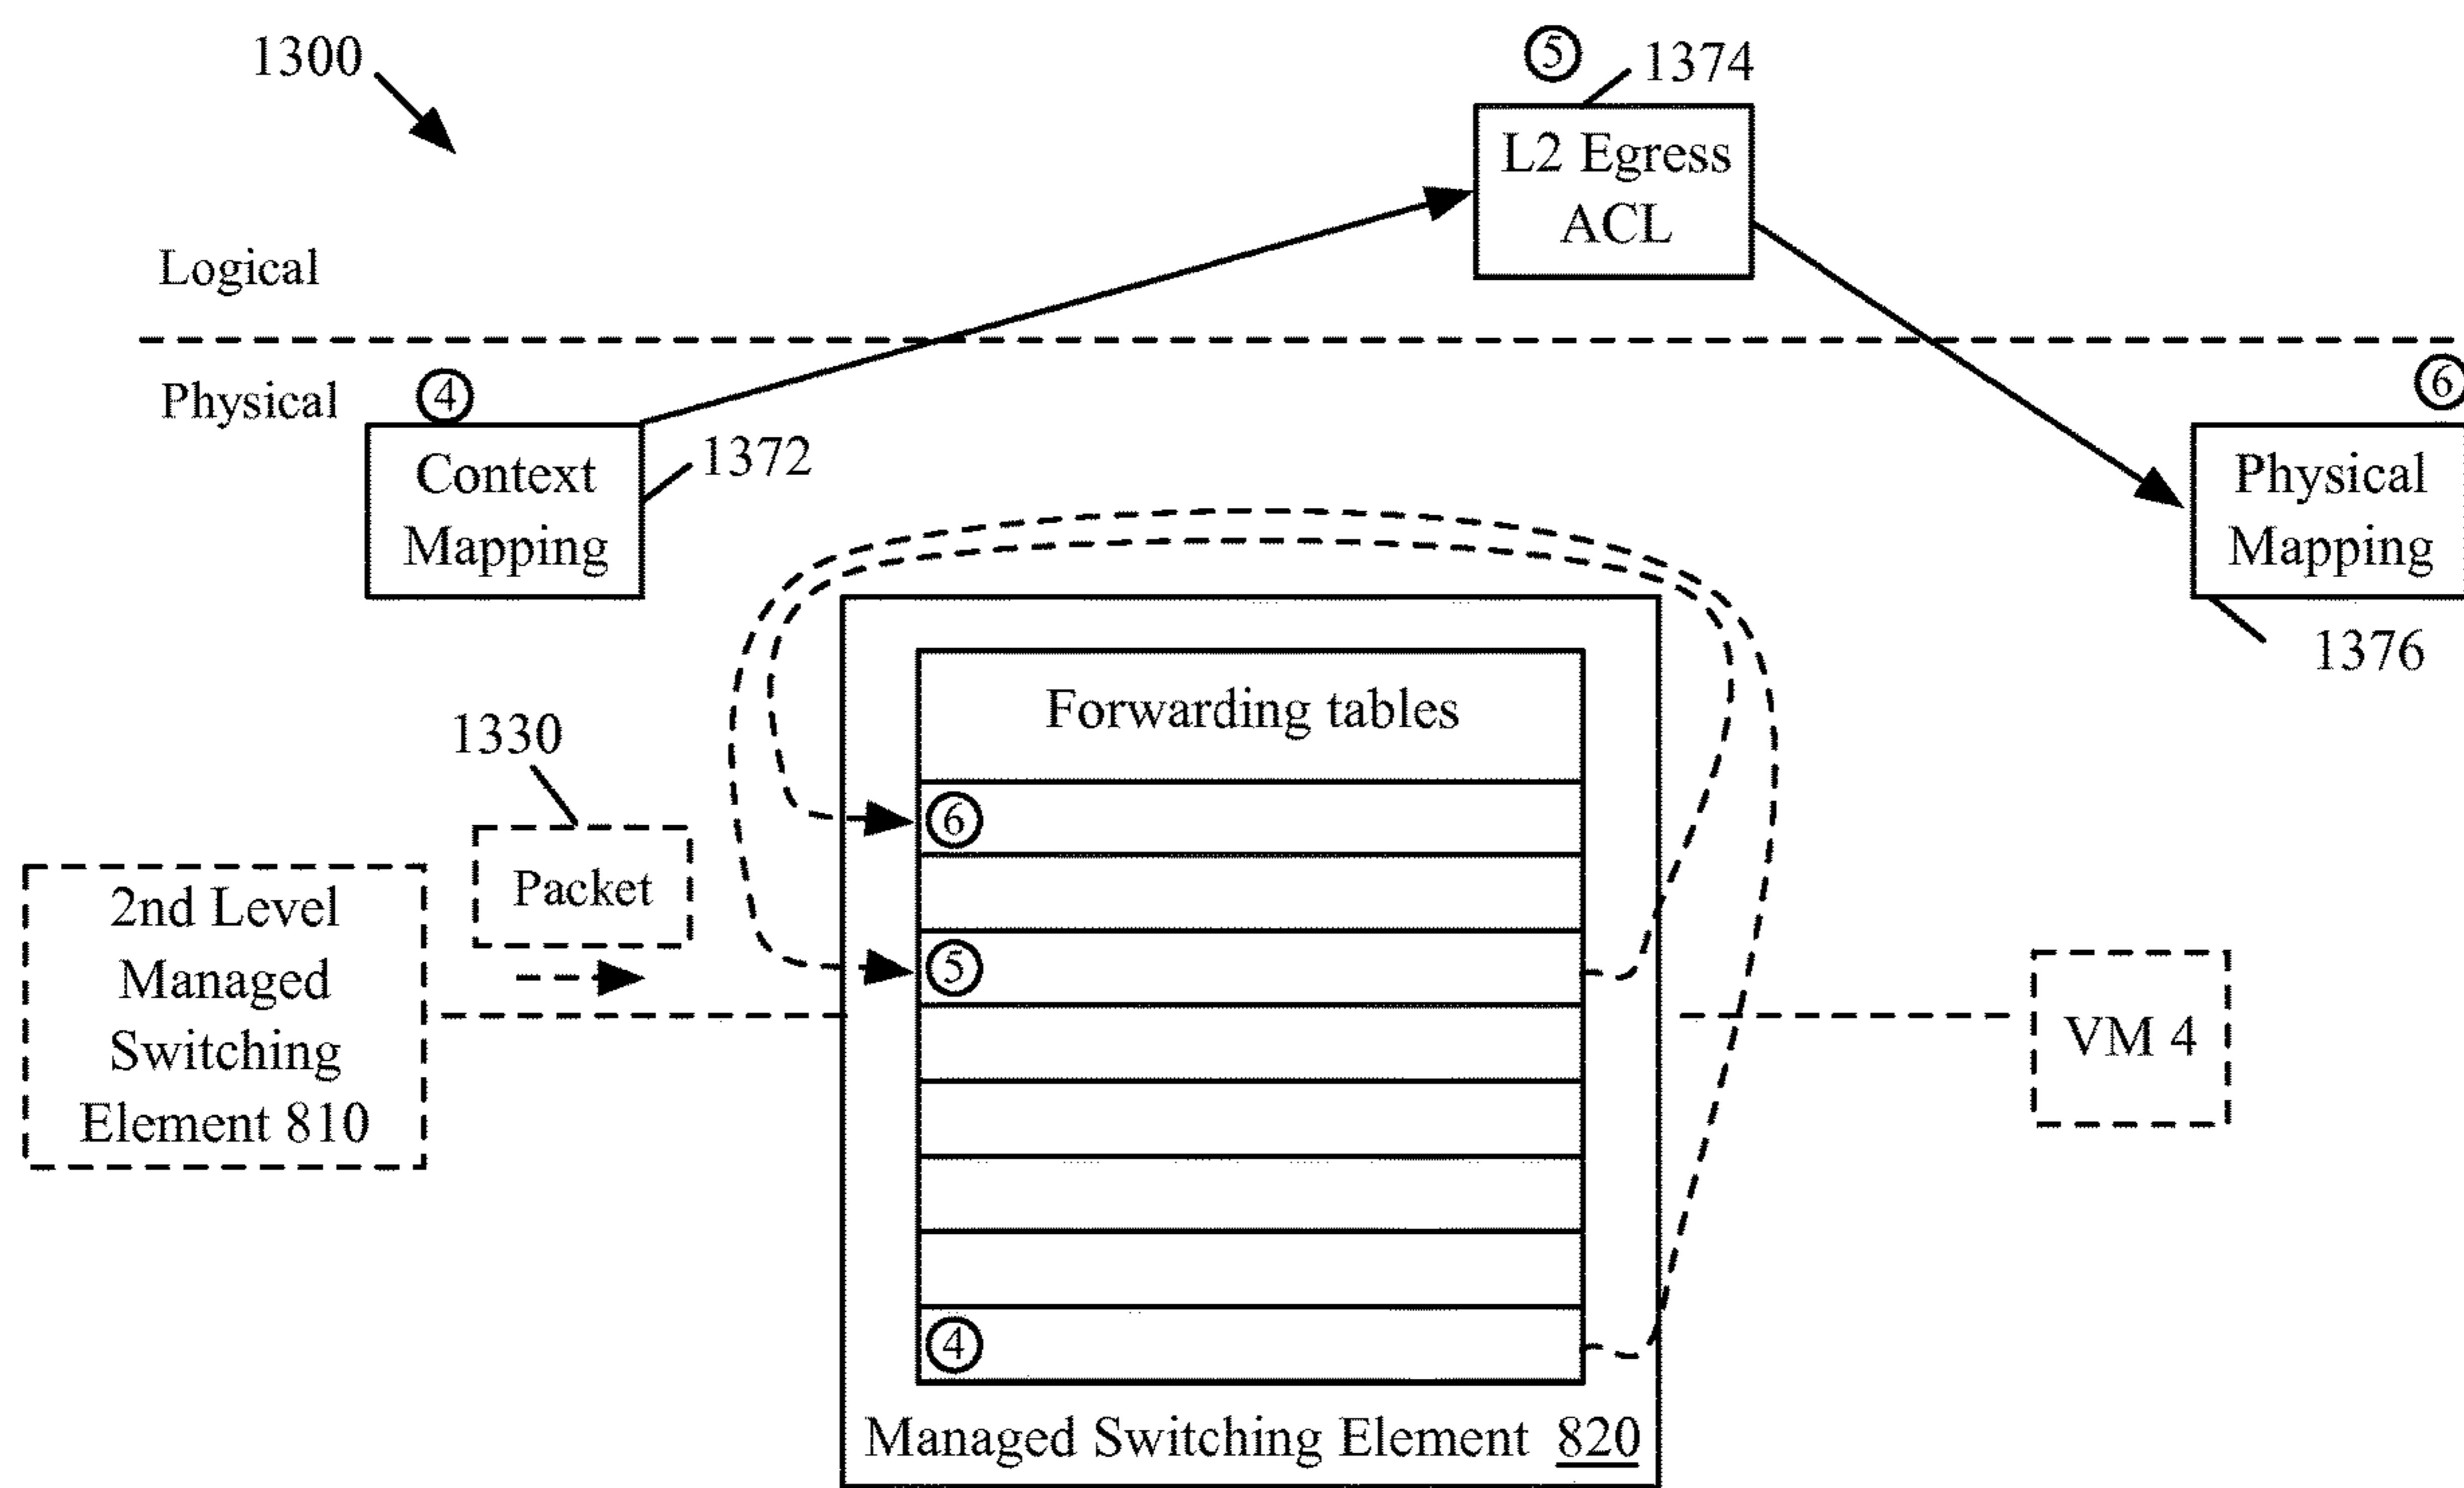 1300
⑤
1374
L2 Egress
ACL
Logical
Physical
④
⑥
Context
Mapping
1372
Physical
Mapping
1376
Forwarding tables
1330
Packet
⑥
2nd Level
Managed
Switching
Element 810
⑤
VM 4
④
Managed Switching Element 820